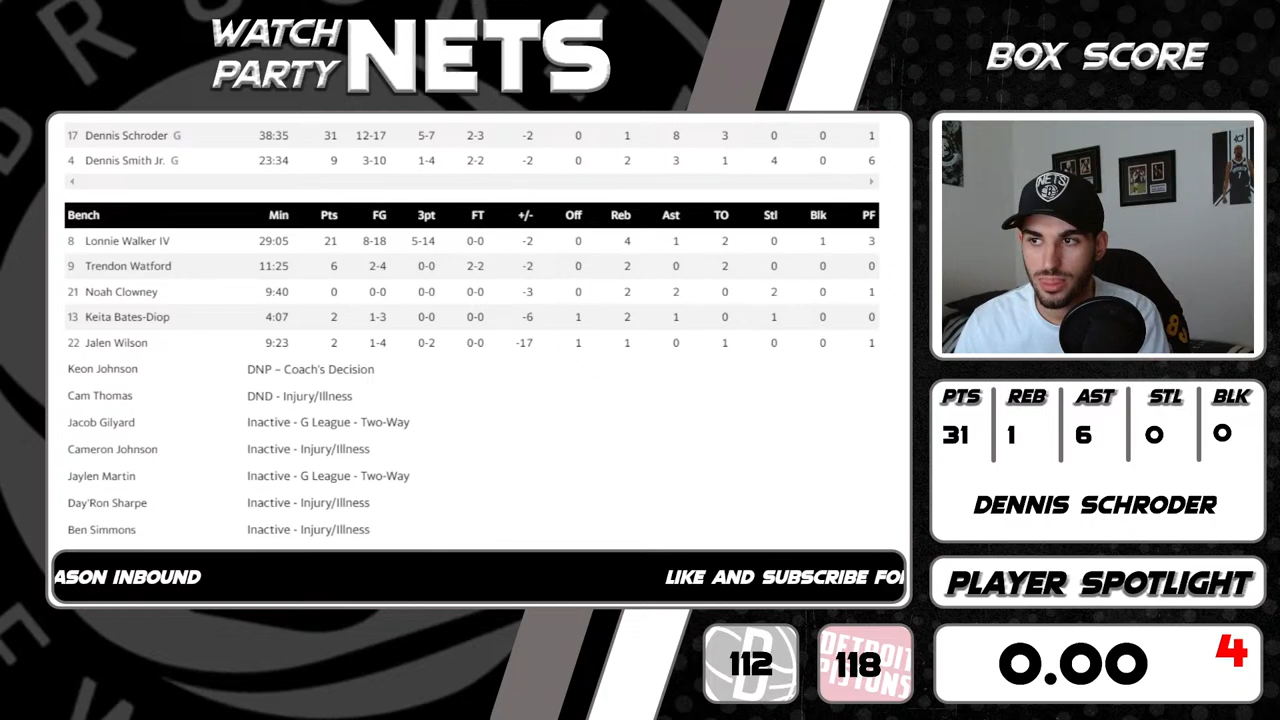 WATCH PARTY NETS
BOX SCORE
17 Dennis Schroder G 38:35 31 12-17 5-7 2-3 -2 0 1 8 3 0 0 1
4 Dennis Smith Jr. G 23:34 9 3-10 1-4 2-2 -2 0 2 3 1 4 0 6
Bench Min Pts FG 3pt FT +/- Off Reb Ast TO Stl Blk PF
8 Lonnie Walker IV 29:05 21 8-18 5-14 0-0 -2 0 4 1 2 0 1 3
9 Trendon Watford 11:25 6 2-4 0-0 2-2 -2 0 2 0 2 0 0 0
21 Noah Clowney 9:40 0 0-0 0-0 0-0 -3 0 2 2 0 2 0 1
13 Keita Bates-Diop 4:07 2 1-3 0-0 0-0 -6 1 2 1 0 1 0 0
22 Jalen Wilson 9:23 2 1-4 0-2 0-0 -17 1 1 0 1 0 0 1
Keon Johnson DNP – Coach's Decision
Cam Thomas DND - Injury/Illness
Jacob Gilyard Inactive - G League - Two-Way
Cameron Johnson Inactive - Injury/Illness
Jaylen Martin Inactive - G League - Two-Way
Day'Ron Sharpe Inactive - Injury/Illness
Ben Simmons Inactive - Injury/Illness
ASON INBOUND LIKE AND SUBSCRIBE FO
NETS
PTS REB AST STL BLK
31 1 6 0 0
DENNIS SCHRODER
PLAYER SPOTLIGHT
112
DETROIT PISTONS
118
0.00 4